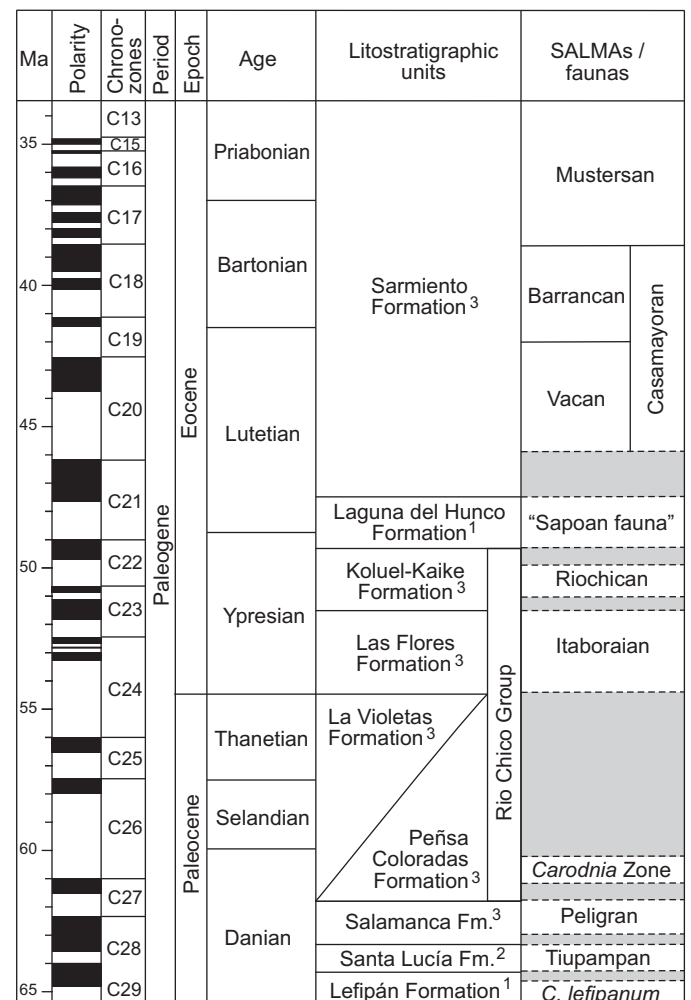 Ma
Polarity
Chrono-
zones
Period
Epoch
Age
Litostratigraphic
units
SALMAs /
faunas
35
40
45
50
55
60
65
C13
C15
C16
C17
C18
C19
C20
C21
C22
C23
C24
C25
C26
C27
C28
C29
Paleogene
Eocene
Paleocene
Priabonian
Bartonian
Lutetian
Ypresian
Thanetian
Selandian
Danian
Sarmiento
Formation 3
Laguna del Hunco
Formation1
Koluel-Kaike
Formation 3
Las Flores
Formation 3
La Violetas
Formation 3
Peñsa
Coloradas
Formation 3
Rio Chico Group
Salamanca Fm.3
Santa Lucía Fm.2
Lefipán Formation1
Mustersan
Barrancan
Vacan
Casamayoran
“Sapoan fauna”
Riochican
Itaboraian
Carodnia Zone
Peligran
Tiupampan
C. lefipanum